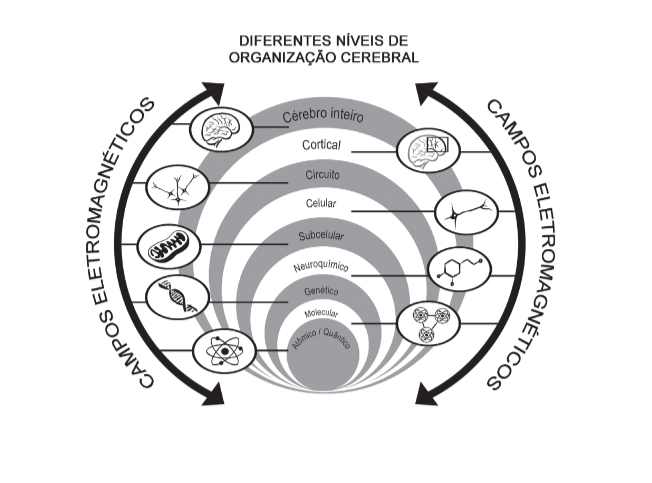 DIFERENTES NÍVEIS DE
ORGANIZAÇÃO CEREBRAL
CAMPOS ELETROMAGNÉTICOS
CAMPOS ELETROMAGNÉTICOS
Cérebro inteiro
Cortical
Circuito
Celular
Subcelular
Neuroquímico
Genético
Molecular
Atômico / Quântico